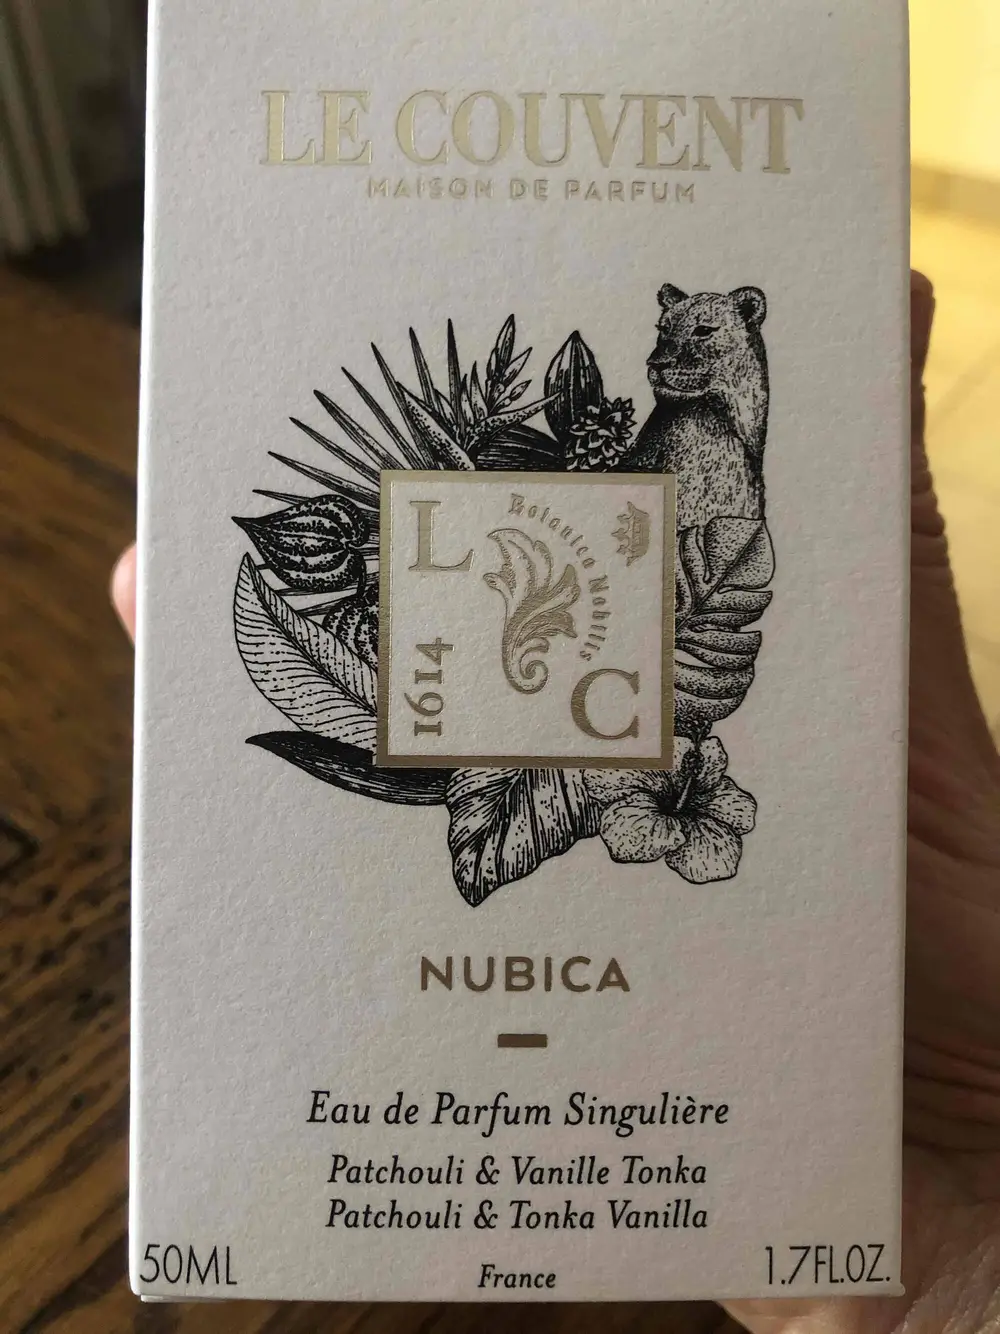 LE COUVENT
MAISON DE PARFUM
L
Botanica Nobilis
1614
C
NUBICA
Eau de Parfum Singulière
Patchouli & Vanille Tonka
Patchouli & Tonka Vanilla
50ML
France
1.7FL.OZ.